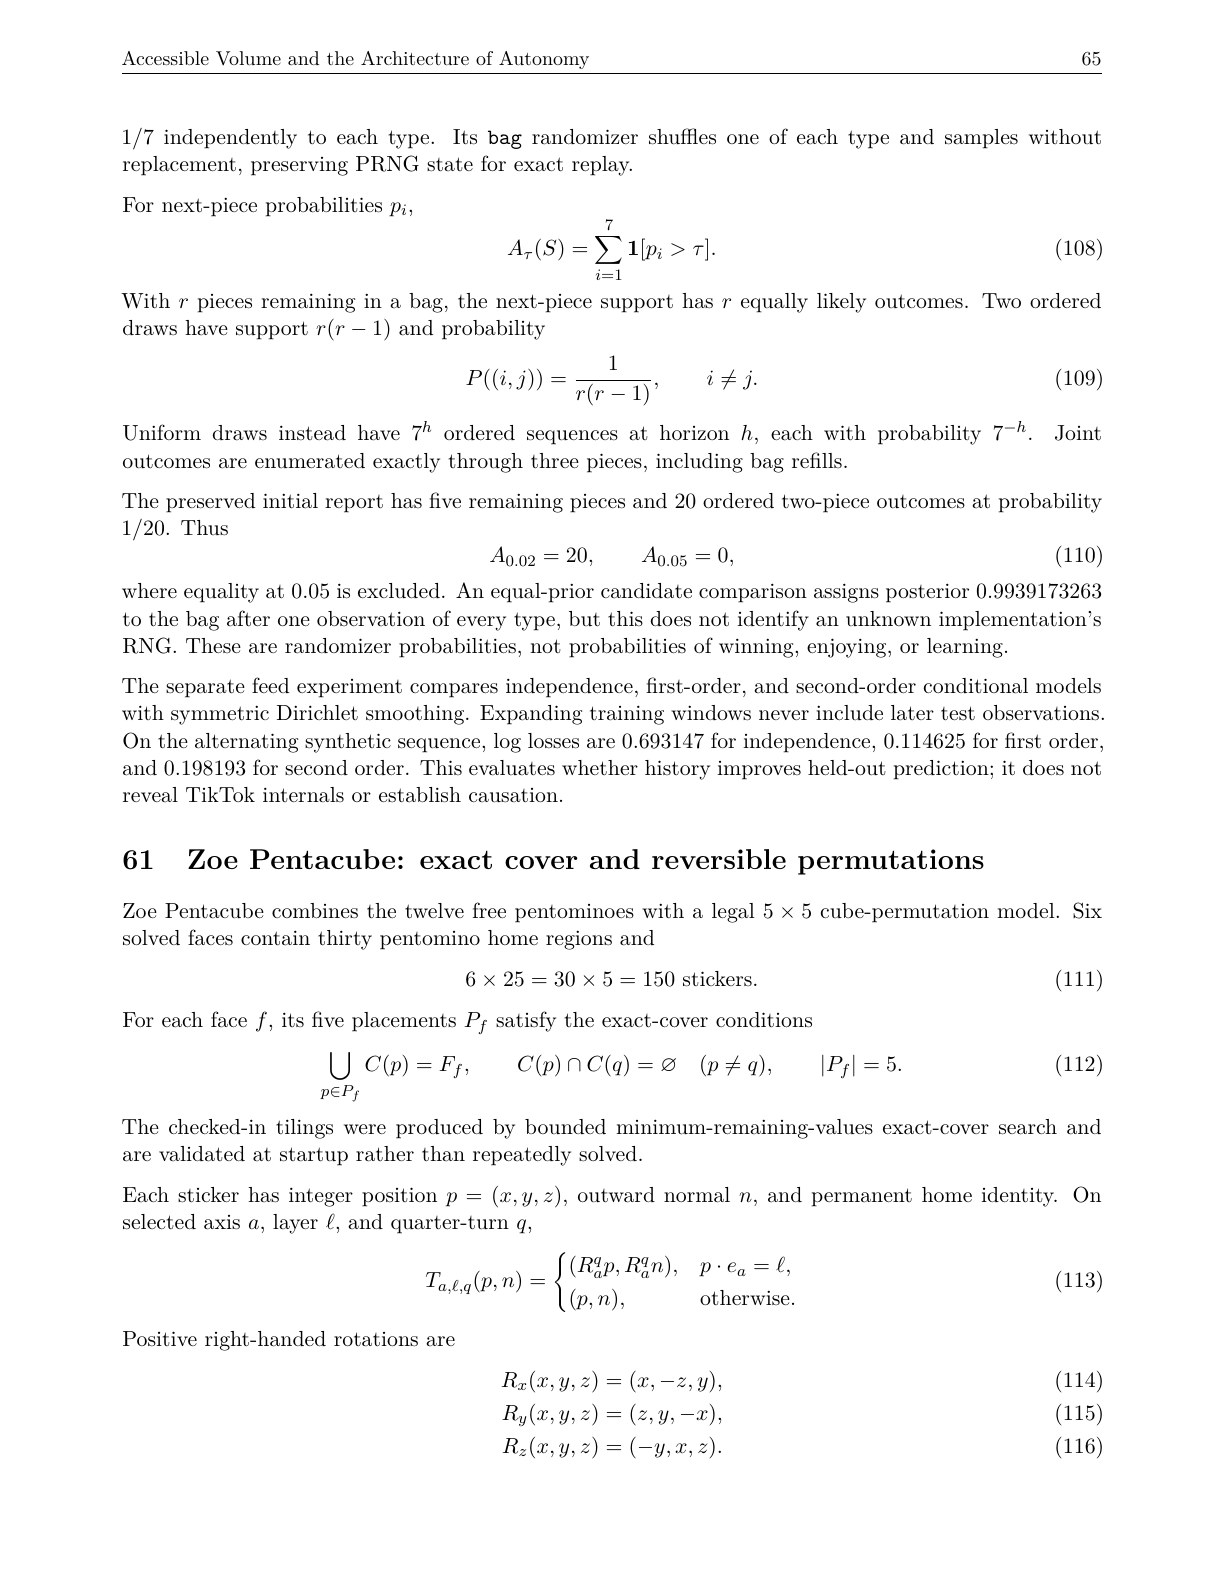 Accessible Volume and the Architecture of Autonomy 65
1/7 independently to each type. Its bag randomizer shuffles one of each type and samples without
replacement, preserving PRNG state for exact replay.
For next-piece probabilities pᵢ,
A_τ(S) = ∑_{i=1}^{7} 1[pᵢ > τ]. (108)
With r pieces remaining in a bag, the next-piece support has r equally likely outcomes. Two ordered
draws have support r(r − 1) and probability
P((i, j)) = 1/(r(r − 1)), i ≠ j. (109)
Uniform draws instead have 7^h ordered sequences at horizon h, each with probability 7^{−h}. Joint
outcomes are enumerated exactly through three pieces, including bag refills.
The preserved initial report has five remaining pieces and 20 ordered two-piece outcomes at probability
1/20. Thus
A_{0.02} = 20, A_{0.05} = 0, (110)
where equality at 0.05 is excluded. An equal-prior candidate comparison assigns posterior 0.9939173263
to the bag after one observation of every type, but this does not identify an unknown implementation's
RNG. These are randomizer probabilities, not probabilities of winning, enjoying, or learning.
The separate feed experiment compares independence, first-order, and second-order conditional models
with symmetric Dirichlet smoothing. Expanding training windows never include later test observations.
On the alternating synthetic sequence, log losses are 0.693147 for independence, 0.114625 for first order,
and 0.198193 for second order. This evaluates whether history improves held-out prediction; it does not
reveal TikTok internals or establish causation.
61 Zoe Pentacube: exact cover and reversible permutations
Zoe Pentacube combines the twelve free pentominoes with a legal 5 × 5 cube-permutation model. Six
solved faces contain thirty pentomino home regions and
6 × 25 = 30 × 5 = 150 stickers. (111)
For each face f, its five placements P_f satisfy the exact-cover conditions
⋃_{p∈P_f} C(p) = F_f, C(p) ∩ C(q) = ∅ (p ≠ q), |P_f| = 5. (112)
The checked-in tilings were produced by bounded minimum-remaining-values exact-cover search and
are validated at startup rather than repeatedly solved.
Each sticker has integer position p = (x, y, z), outward normal n, and permanent home identity. On
selected axis a, layer ℓ, and quarter-turn q,
T_{a,ℓ,q}(p, n) = { (R_a^q p, R_a^q n), p · e_a = ℓ,
(p, n), otherwise. (113)
Positive right-handed rotations are
R_x(x, y, z) = (x, −z, y), (114)
R_y(x, y, z) = (z, y, −x), (115)
R_z(x, y, z) = (−y, x, z). (116)